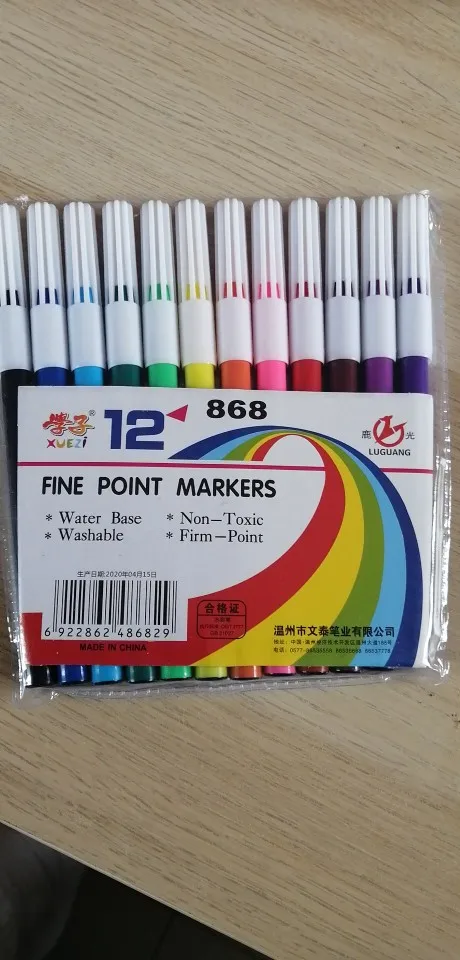 学子®
XUEZI
12
868
鹿 光
LUGUANG
FINE POINT MARKERS
* Water Base
* Non-Toxic
* Washable
* Firm-Point
生产日期:2020年04月15日
6 922862 486829
MADE IN CHINA
合格证
温州市文泰笔业有限公司